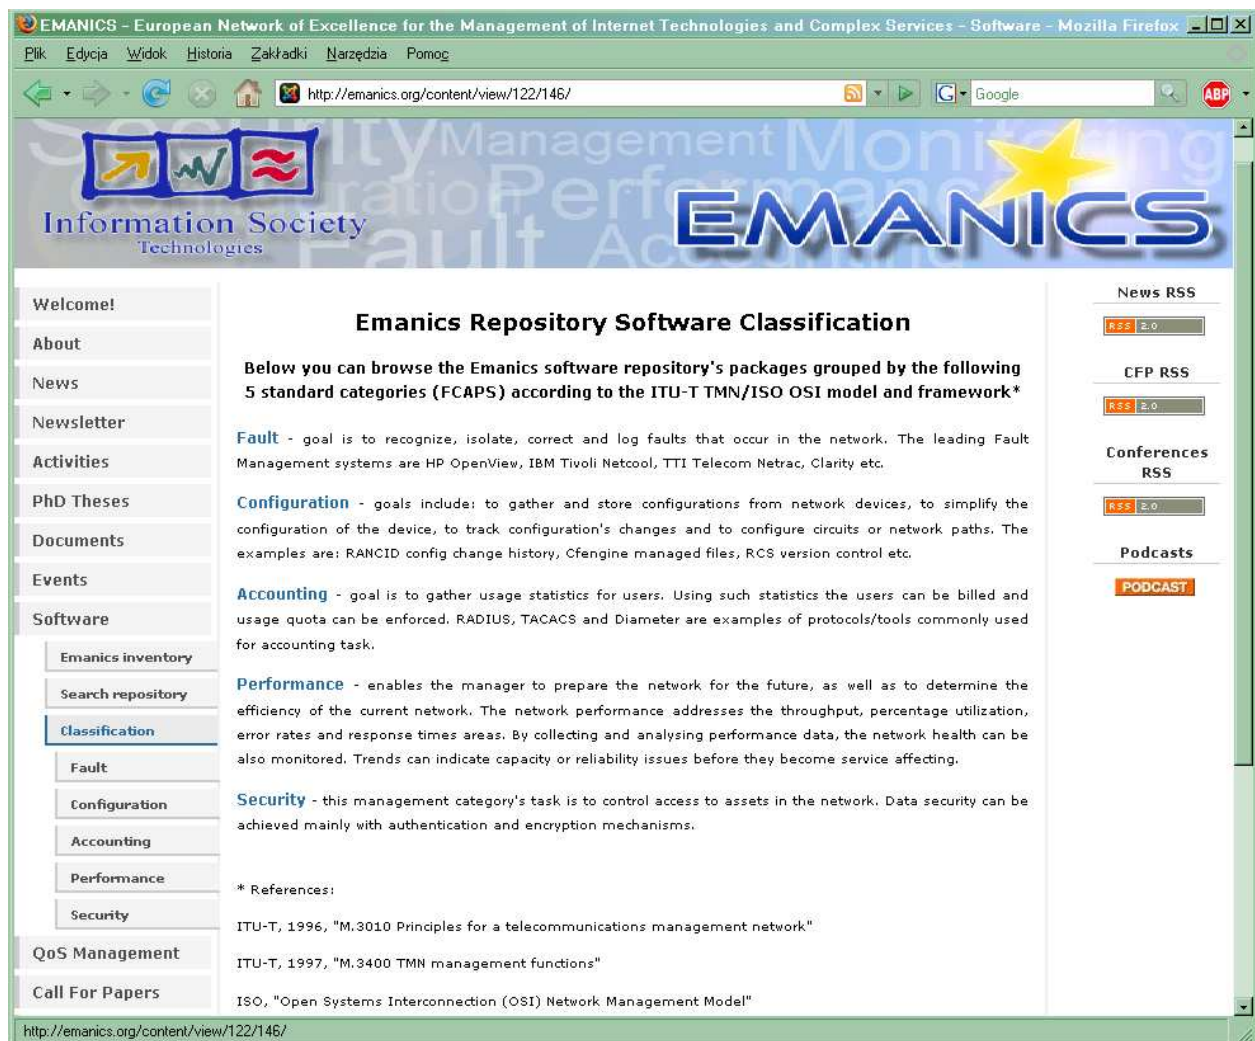 EMANICS - European Network of Excellence for the Management of Internet Technologies and Complex Services - Software - Mozilla Firefox
Plik Edycja Widok Historia Zakładki Narzędzia Pomoc
http://emanics.org/content/view/122/146/
G Google
ABP
Security Management Monitoring
Configuration Performance
Fault Accounting
Information Society
Technologies
EMANICS
Welcome!
About
News
Newsletter
Activities
PhD Theses
Documents
Events
Software
Emanics inventory
Search repository
Classification
Fault
Configuration
Accounting
Performance
Security
QoS Management
Call For Papers
Emanics Repository Software Classification
Below you can browse the Emanics software repository's packages grouped by the following
5 standard categories (FCAPS) according to the ITU-T TMN/ISO OSI model and framework*
Fault - goal is to recognize, isolate, correct and log faults that occur in the network. The leading Fault
Management systems are HP OpenView, IBM Tivoli Netcool, TTI Telecom Netrac, Clarity etc.
Configuration - goals include: to gather and store configurations from network devices, to simplify the
configuration of the device, to track configuration's changes and to configure circuits or network paths. The
examples are: RANCID config change history, Cfengine managed files, RCS version control etc.
Accounting - goal is to gather usage statistics for users. Using such statistics the users can be billed and
usage quota can be enforced. RADIUS, TACACS and Diameter are examples of protocols/tools commonly used
for accounting task.
Performance - enables the manager to prepare the network for the future, as well as to determine the
efficiency of the current network. The network performance addresses the throughput, percentage utilization,
error rates and response times areas. By collecting and analysing performance data, the network health can be
also monitored. Trends can indicate capacity or reliability issues before they become service affecting.
Security - this management category's task is to control access to assets in the network. Data security can be
achieved mainly with authentication and encryption mechanisms.
* References:
ITU-T, 1996, "M.3010 Principles for a telecommunications management network"
ITU-T, 1997, "M.3400 TMN management functions"
ISO, "Open Systems Interconnection (OSI) Network Management Model"
News RSS
RSS 2.0
CFP RSS
RSS 2.0
Conferences
RSS
RSS 2.0
Podcasts
PODCAST
http://emanics.org/content/view/122/146/